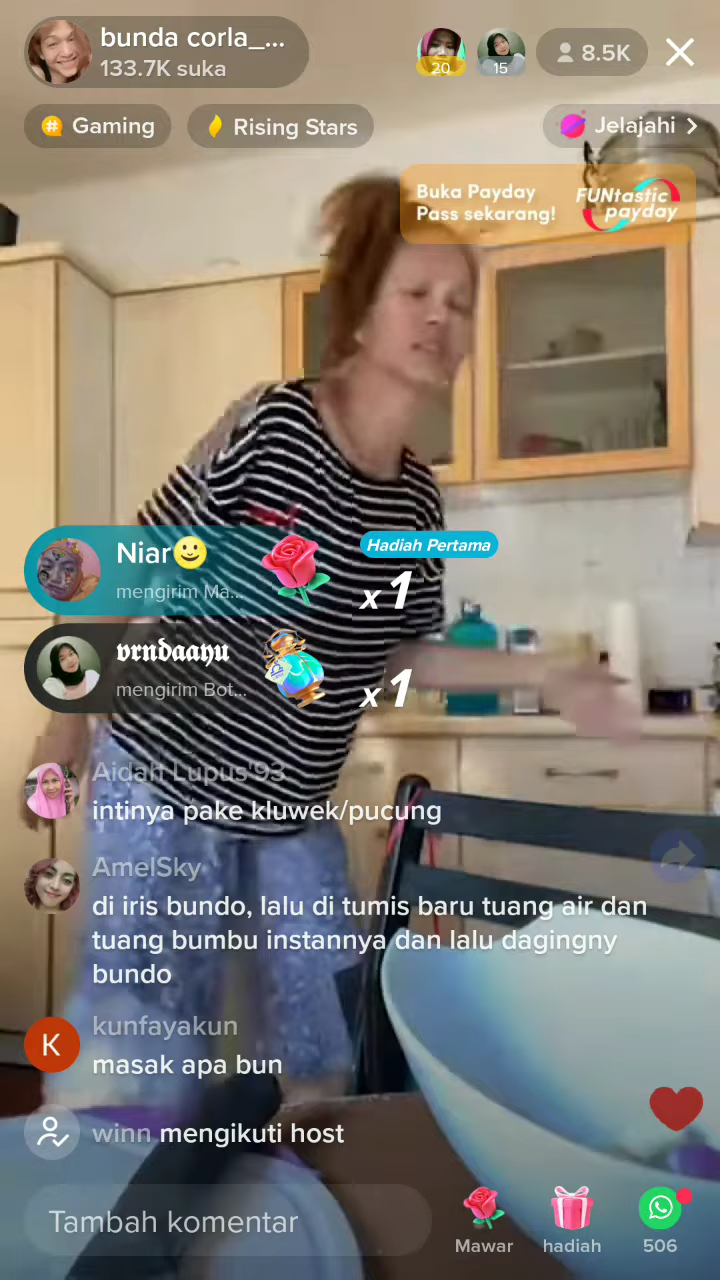 bunda corla_...
133.7K suka
20
15
8.5K
Gaming
Rising Stars
Jelajahi
Buka Payday
Pass sekarang!
FUNtastic
payday
Niar🙂
mengirim Ma...
Hadiah Pertama
x1
𝖛𝖗𝖓𝖉𝖆𝖆𝖞𝖚
mengirim Bot...
x1
Aidah Lupus'93
intinya pake kluwek/pucung
AmelSky
di iris bundo, lalu di tumis baru tuang air dan
tuang bumbu instannya dan lalu dagingny
bundo
K
kunfayakun
masak apa bun
winn mengikuti host
Tambah komentar
Mawar
hadiah
506